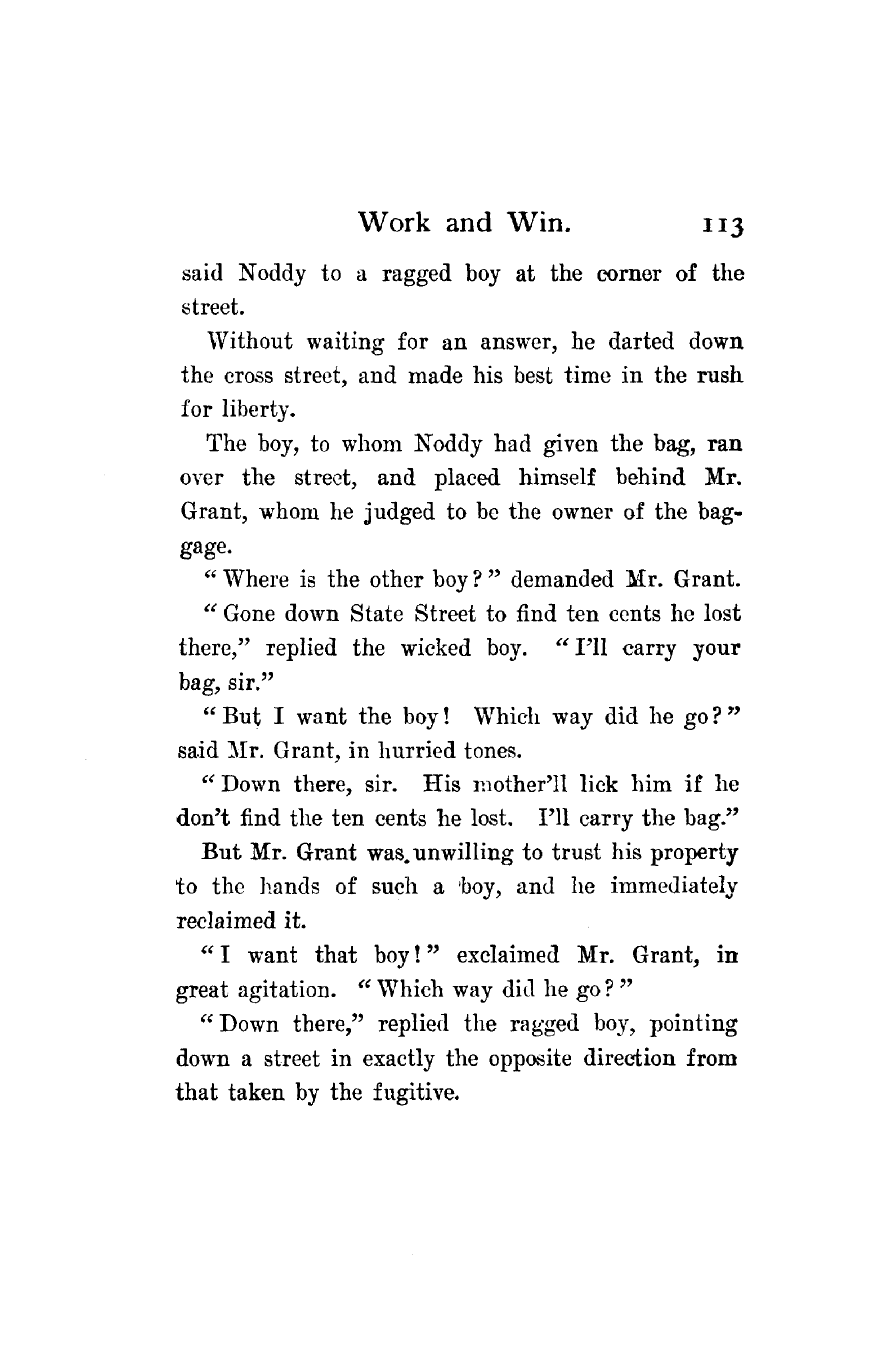 Work and Win. 113
said Noddy to a ragged boy at the corner of the
street.
Without waiting for an answer, he darted down
the cross street, and made his best time in the rush
for liberty.
The boy, to whom Noddy had given the bag, ran
over the street, and placed himself behind Mr.
Grant, whom he judged to be the owner of the bag-
gage.
“Where is the other boy?” demanded Mr. Grant.
“Gone down State Street to find ten cents he lost
there,” replied the wicked boy. “I’ll carry your
bag, sir.”
“But I want the boy! Which way did he go?”
said Mr. Grant, in hurried tones.
“Down there, sir. His mother’ll lick him if he
don’t find the ten cents he lost. I’ll carry the bag.”
But Mr. Grant was unwilling to trust his property
to the hands of such a boy, and he immediately
reclaimed it.
“I want that boy!” exclaimed Mr. Grant, in
great agitation. “Which way did he go?”
“Down there,” replied the ragged boy, pointing
down a street in exactly the opposite direction from
that taken by the fugitive.